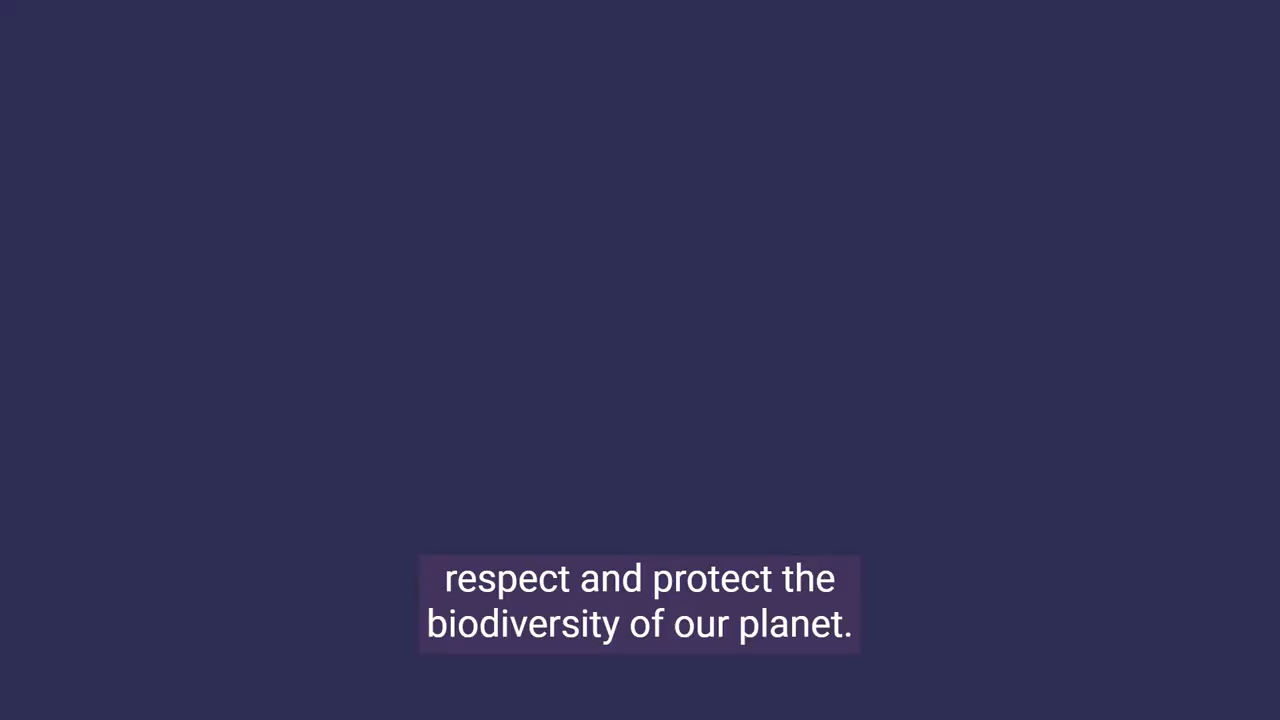 respect and protect the
biodiversity of our planet.